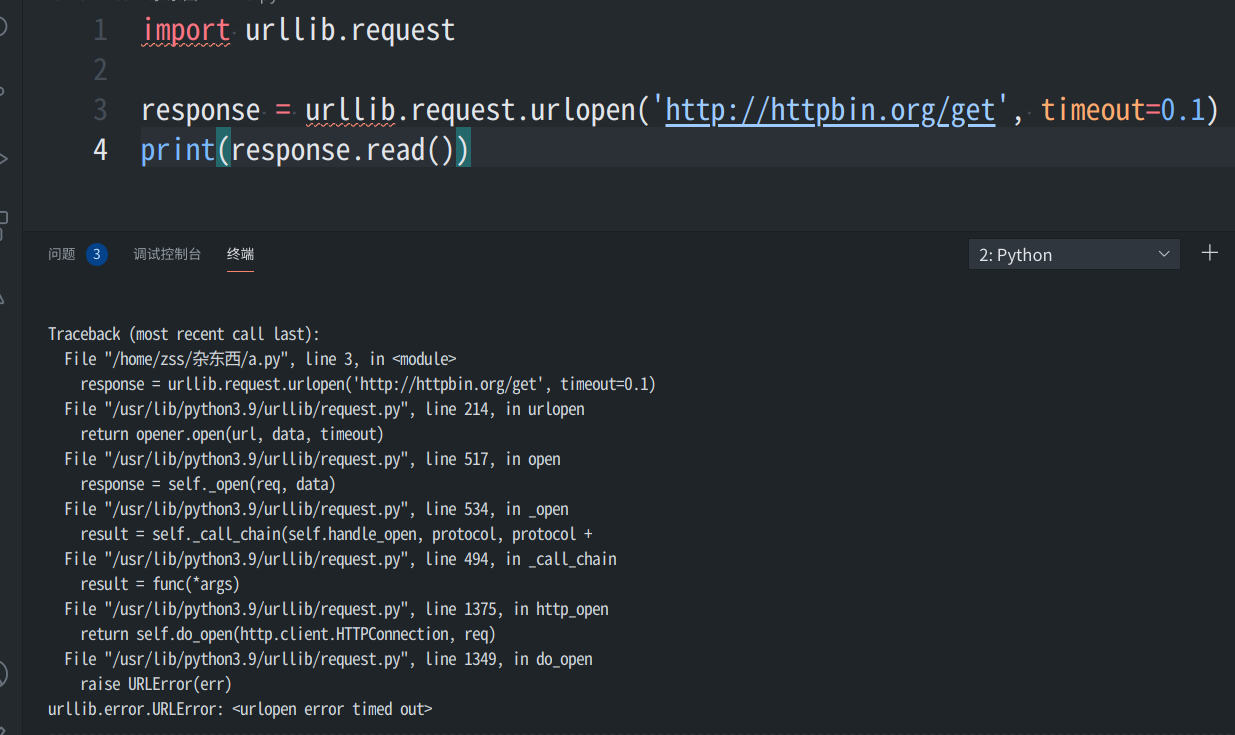 1 import urllib.request
2
3 response = urllib.request.urlopen('http://httpbin.org/get', timeout=0.1)
4 print(response.read())
问题 3 调试控制台 终端 2: Python
Traceback (most recent call last):
File "/home/zss/杂东西/a.py", line 3, in <module>
response = urllib.request.urlopen('http://httpbin.org/get', timeout=0.1)
File "/usr/lib/python3.9/urllib/request.py", line 214, in urlopen
return opener.open(url, data, timeout)
File "/usr/lib/python3.9/urllib/request.py", line 517, in open
response = self._open(req, data)
File "/usr/lib/python3.9/urllib/request.py", line 534, in _open
result = self._call_chain(self.handle_open, protocol, protocol +
File "/usr/lib/python3.9/urllib/request.py", line 494, in _call_chain
result = func(*args)
File "/usr/lib/python3.9/urllib/request.py", line 1375, in http_open
return self.do_open(http.client.HTTPConnection, req)
File "/usr/lib/python3.9/urllib/request.py", line 1349, in do_open
raise URLError(err)
urllib.error.URLError: <urlopen error timed out>